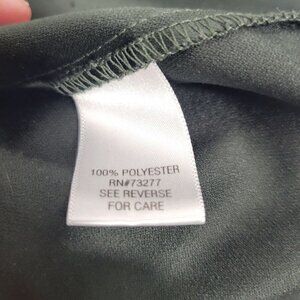 100% POLYESTER
RN#73277
SEE REVERSE
FOR CARE